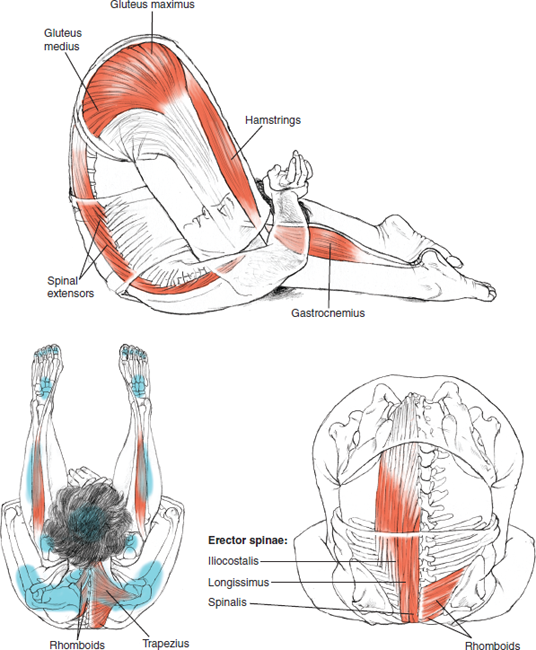 Gluteus maximus
Gluteus
medius
Hamstrings
Spinal
extensors
Gastrocnemius
Erector spinae:
Iliocostalis
Longissimus
Spinalis
Rhomboids
Trapezius
Rhomboids